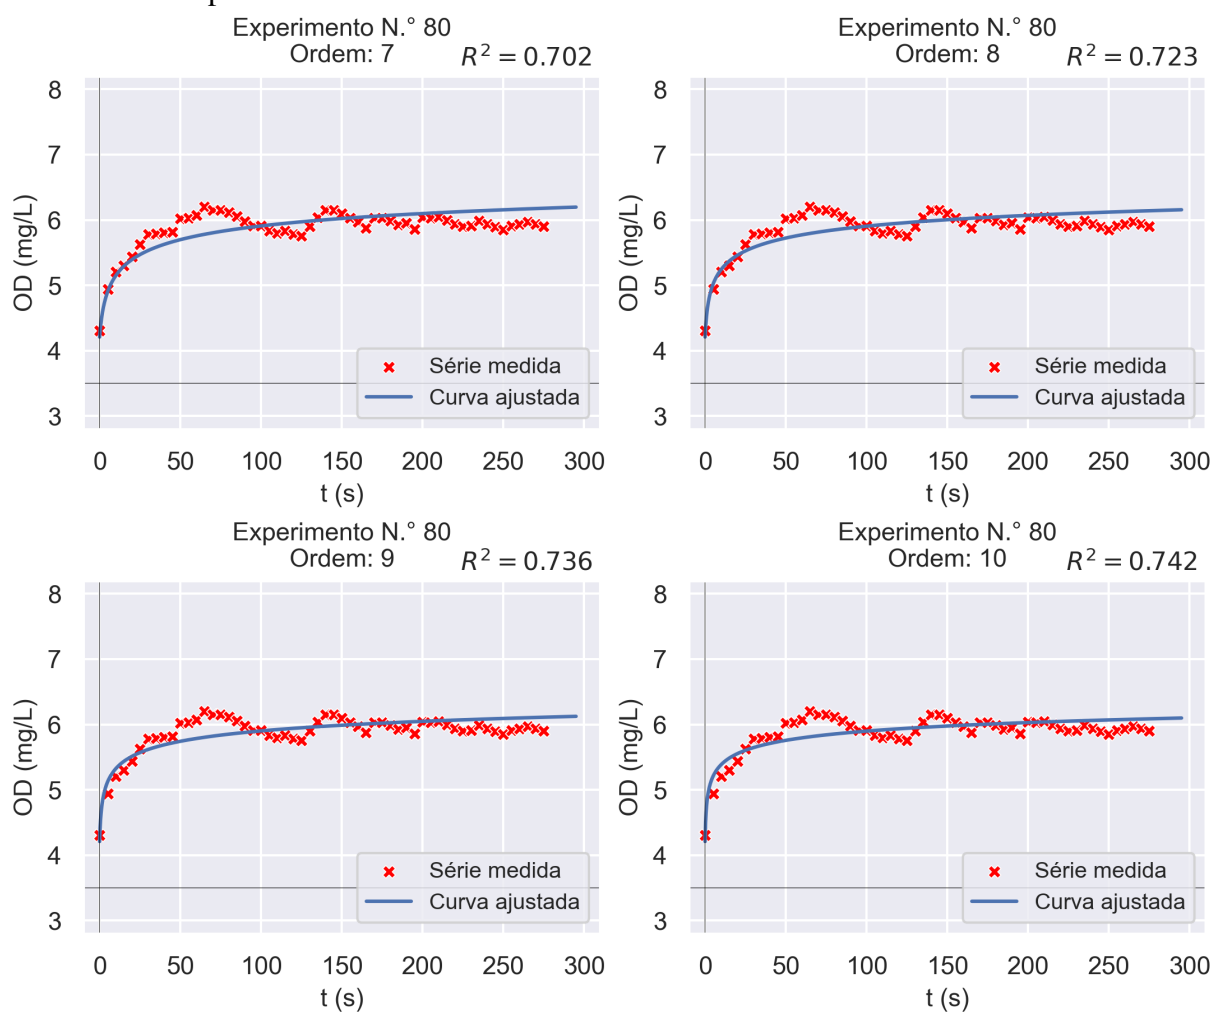 Experimento N.° 80
Ordem: 7 R² = 0.702
8
7
6
5
4
3
OD (mg/L)
Série medida
Curva ajustada
0 50 100 150 200 250 300
t (s)
Experimento N.° 80
Ordem: 8 R² = 0.723
8
7
6
5
4
3
OD (mg/L)
Série medida
Curva ajustada
0 50 100 150 200 250 300
t (s)
Experimento N.° 80
Ordem: 9 R² = 0.736
8
7
6
5
4
3
OD (mg/L)
Série medida
Curva ajustada
0 50 100 150 200 250 300
t (s)
Experimento N.° 80
Ordem: 10 R² = 0.742
8
7
6
5
4
3
OD (mg/L)
Série medida
Curva ajustada
0 50 100 150 200 250 300
t (s)